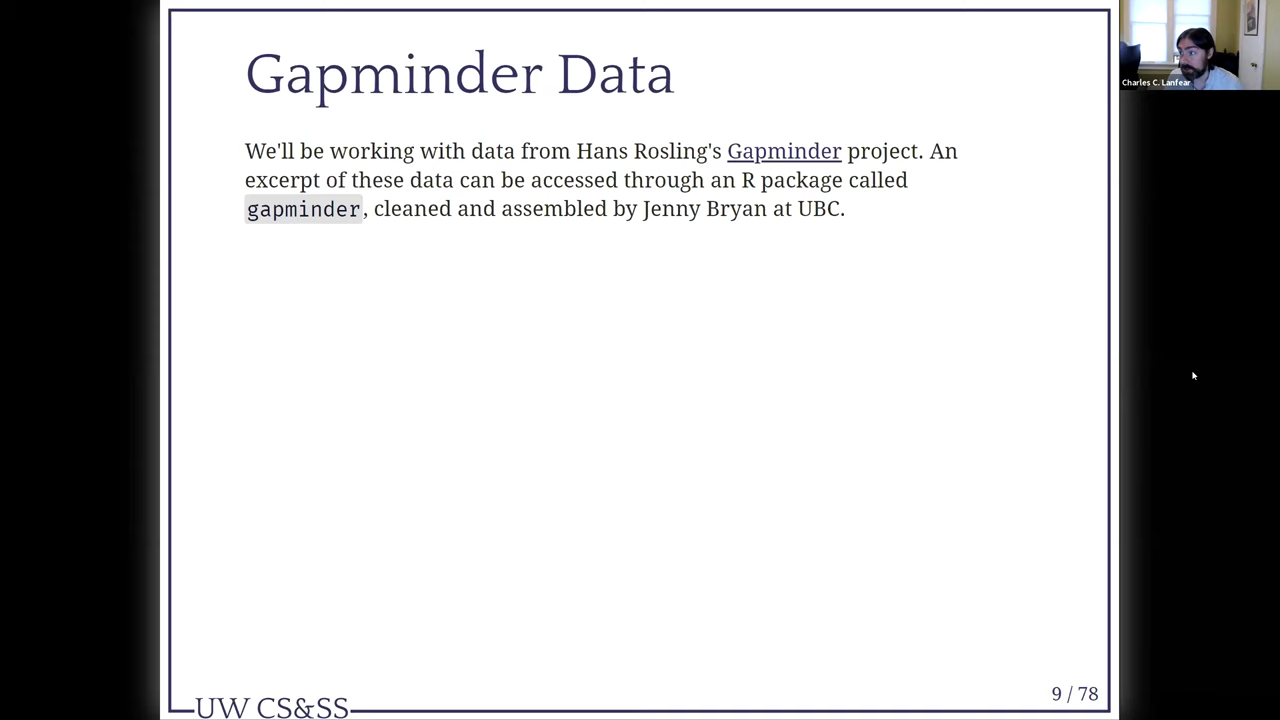 Gapminder Data
We'll be working with data from Hans Rosling's Gapminder project. An
excerpt of these data can be accessed through an R package called
gapminder, cleaned and assembled by Jenny Bryan at UBC.
Charles C. Lanfear
9 / 78
UW CS&SS